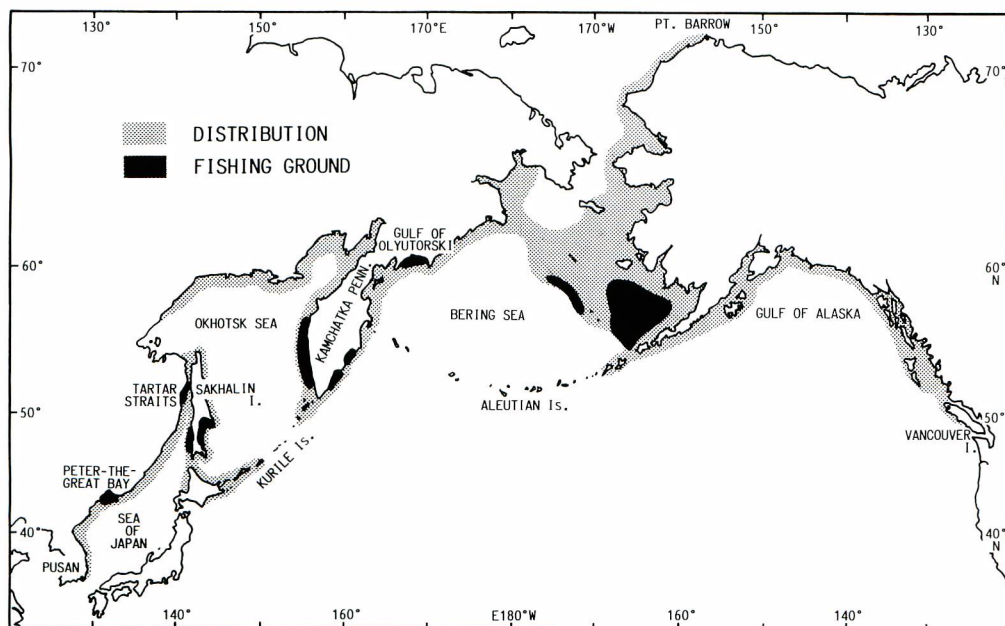 130° 150° 170°E 170°W PT. BARROW 150° 130°
70° 70°
DISTRIBUTION
FISHING GROUND
GULF OF
OLYUTORSKI
60° 60°
KAMCHATKA PENN.
OKHOTSK SEA
BERING SEA
GULF OF ALASKA
TARTAR
STRAITS
SAKHALIN
I.
ALEUTIAN Is.
50° 50°
N
VANCOUVER
I.
KURILE Is.
PETER-THE-
GREAT BAY
SEA
OF
JAPAN
40° 40°
N
PUSAN
140° 160° E180°W 160° 140°